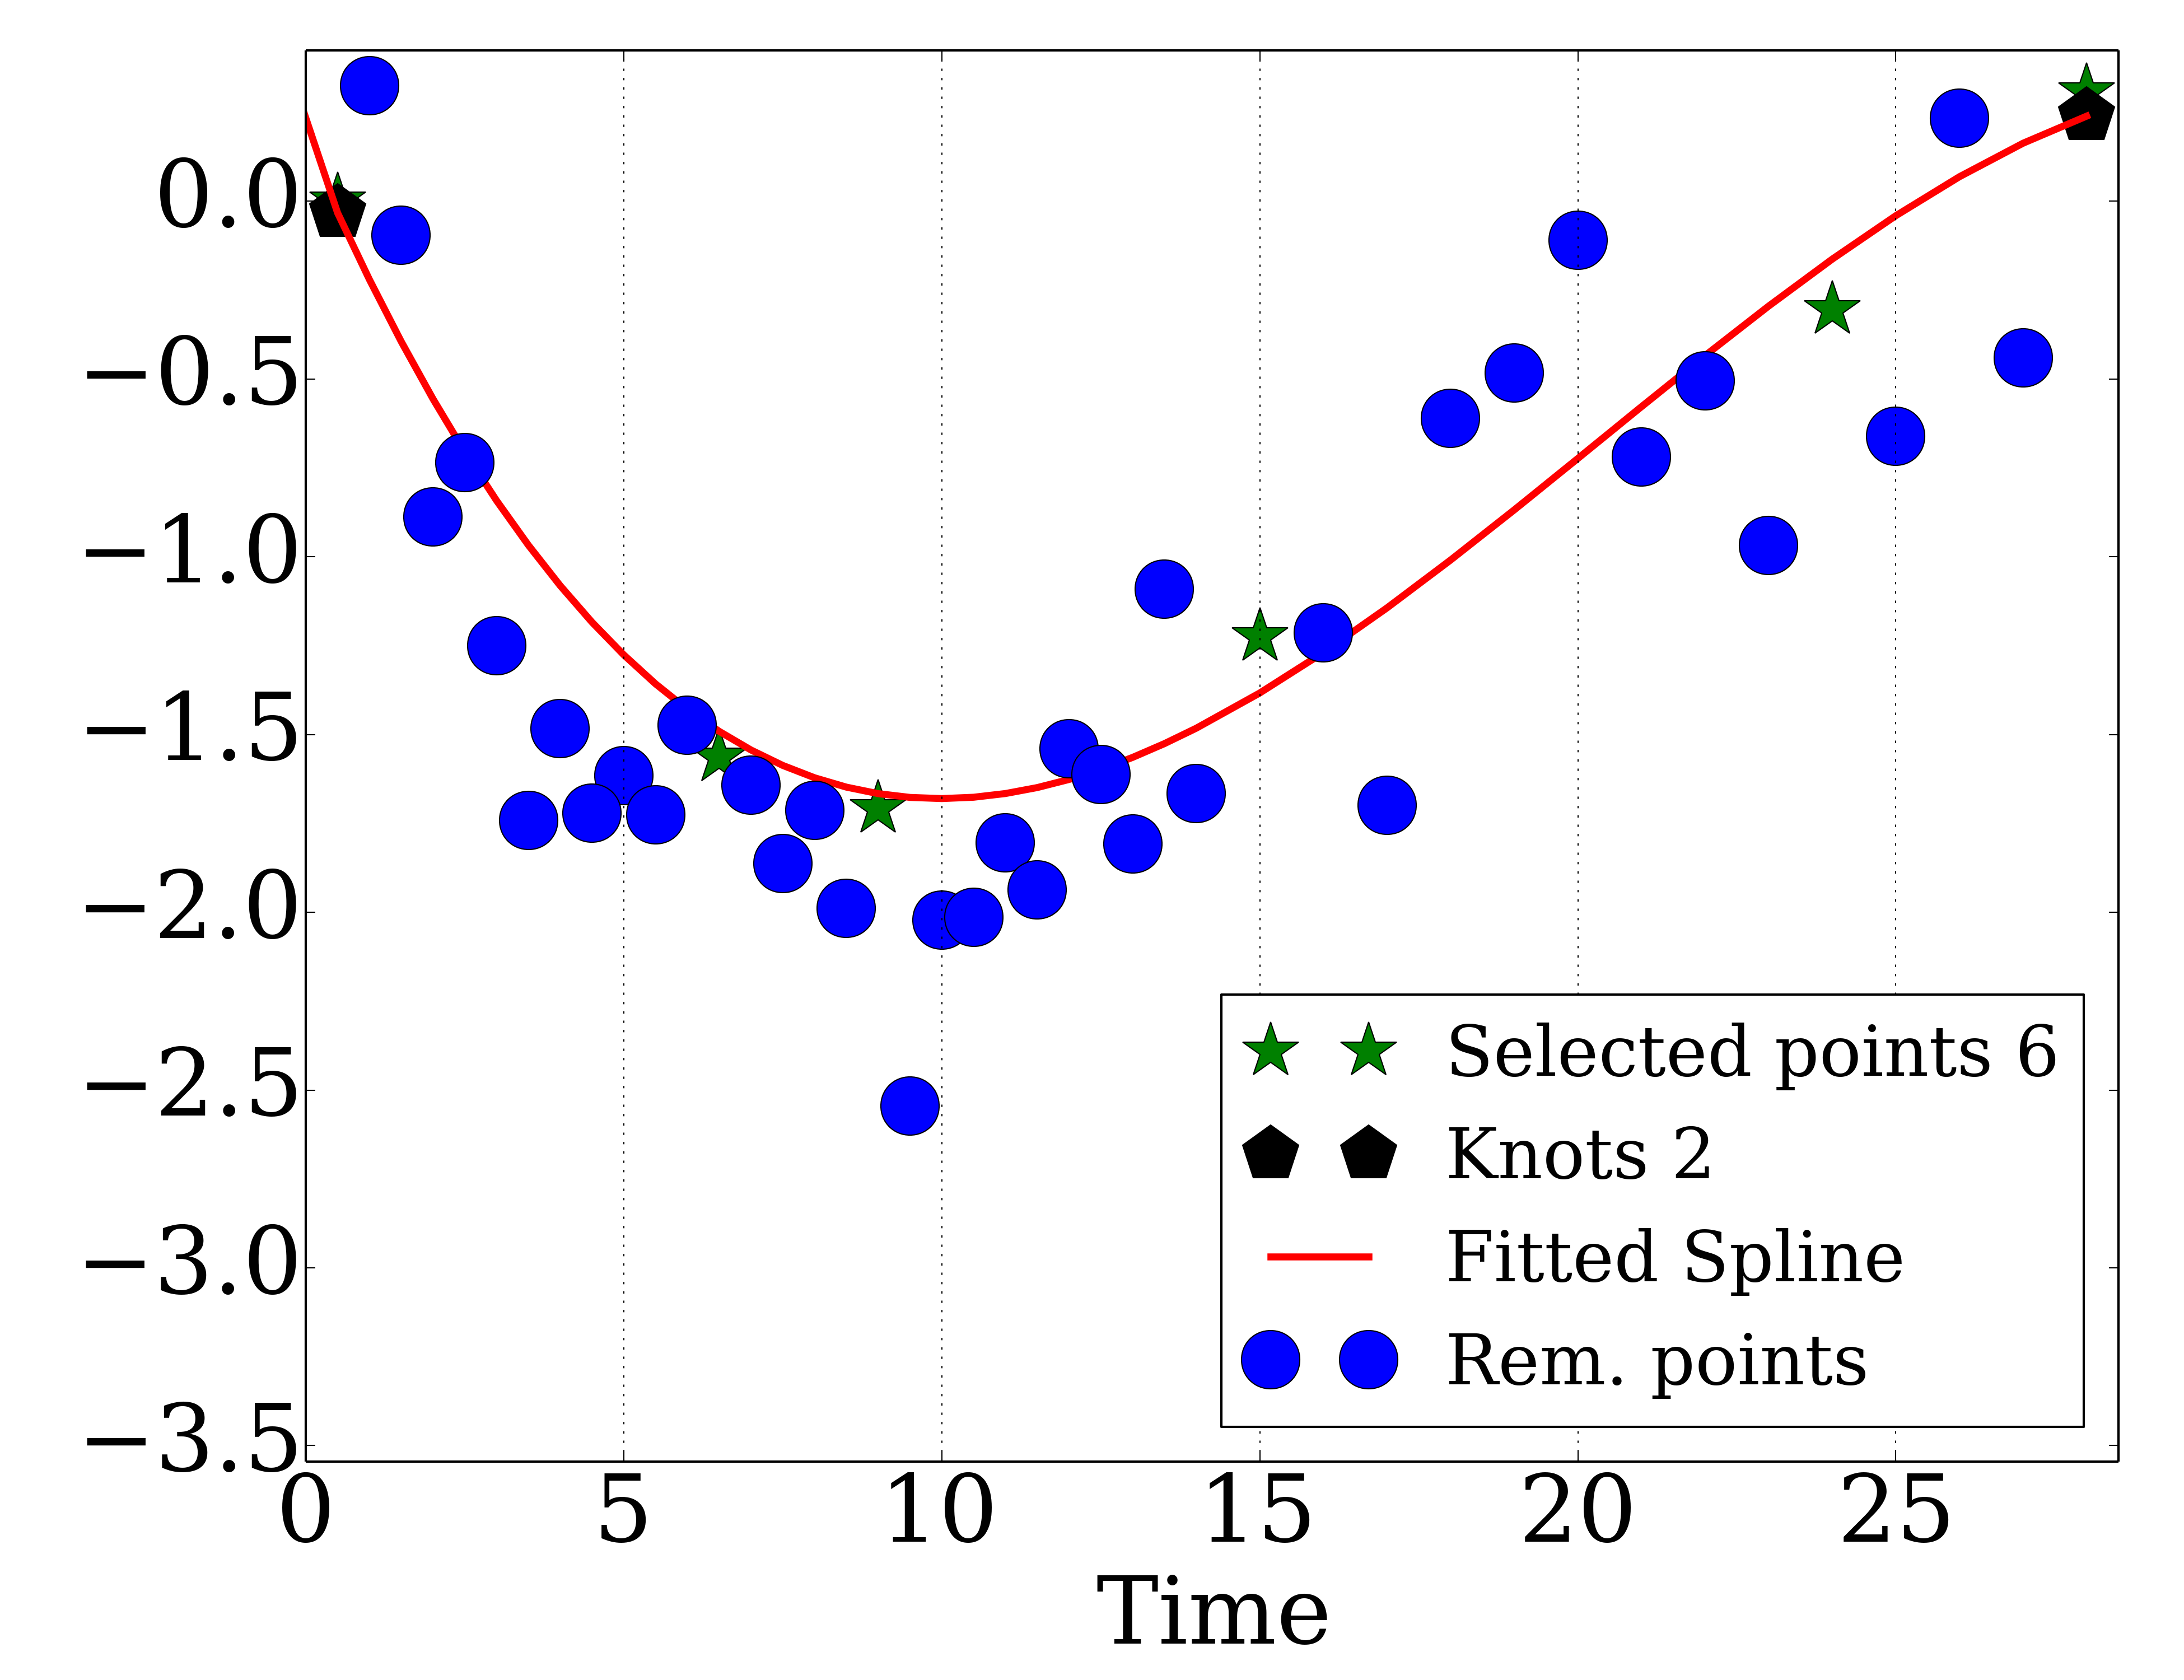 0.0
−0.5
−1.0
−1.5
−2.0
−2.5
−3.0
−3.5
0 5 10 15 20 25
Time
Selected points 6
Knots 2
Fitted Spline
Rem. points